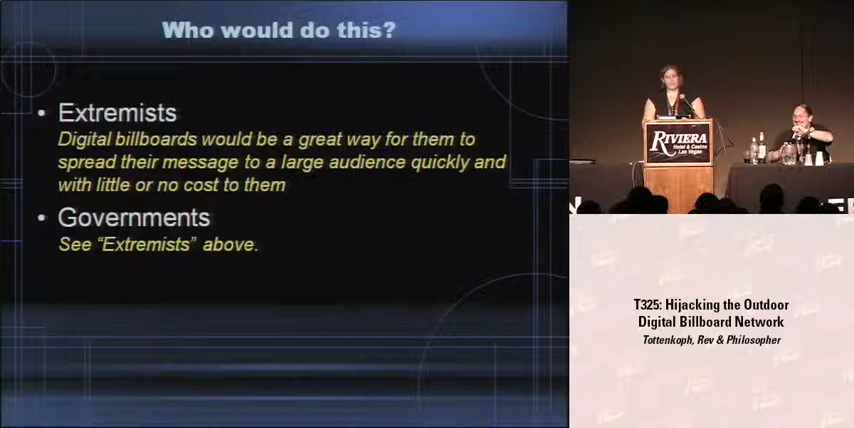 Who would do this?
• Extremists
Digital billboards would be a great way for them to
spread their message to a large audience quickly and
with little or no cost to them
• Governments
See “Extremists” above.
RIVIERA
Hotel & Casino
Las Vegas
T325: Hijacking the Outdoor
Digital Billboard Network
Tottenkoph, Rev & Philosopher